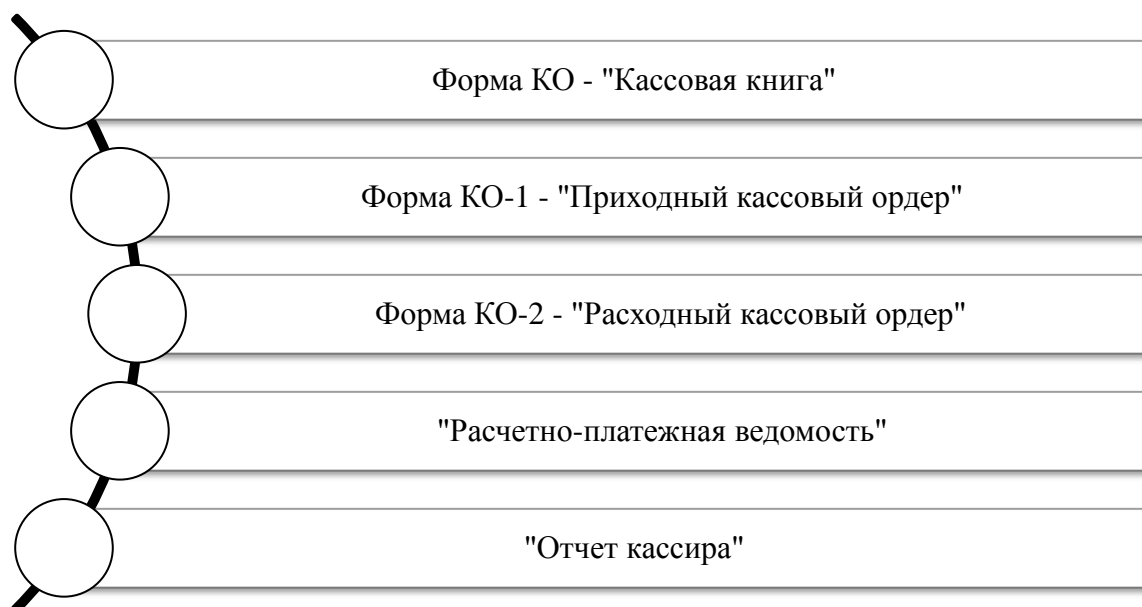 Форма КО - "Кассовая книга"
Форма КО-1 - "Приходный кассовый ордер"
Форма КО-2 - "Расходный кассовый ордер"
"Расчетно-платежная ведомость"
"Отчет кассира"